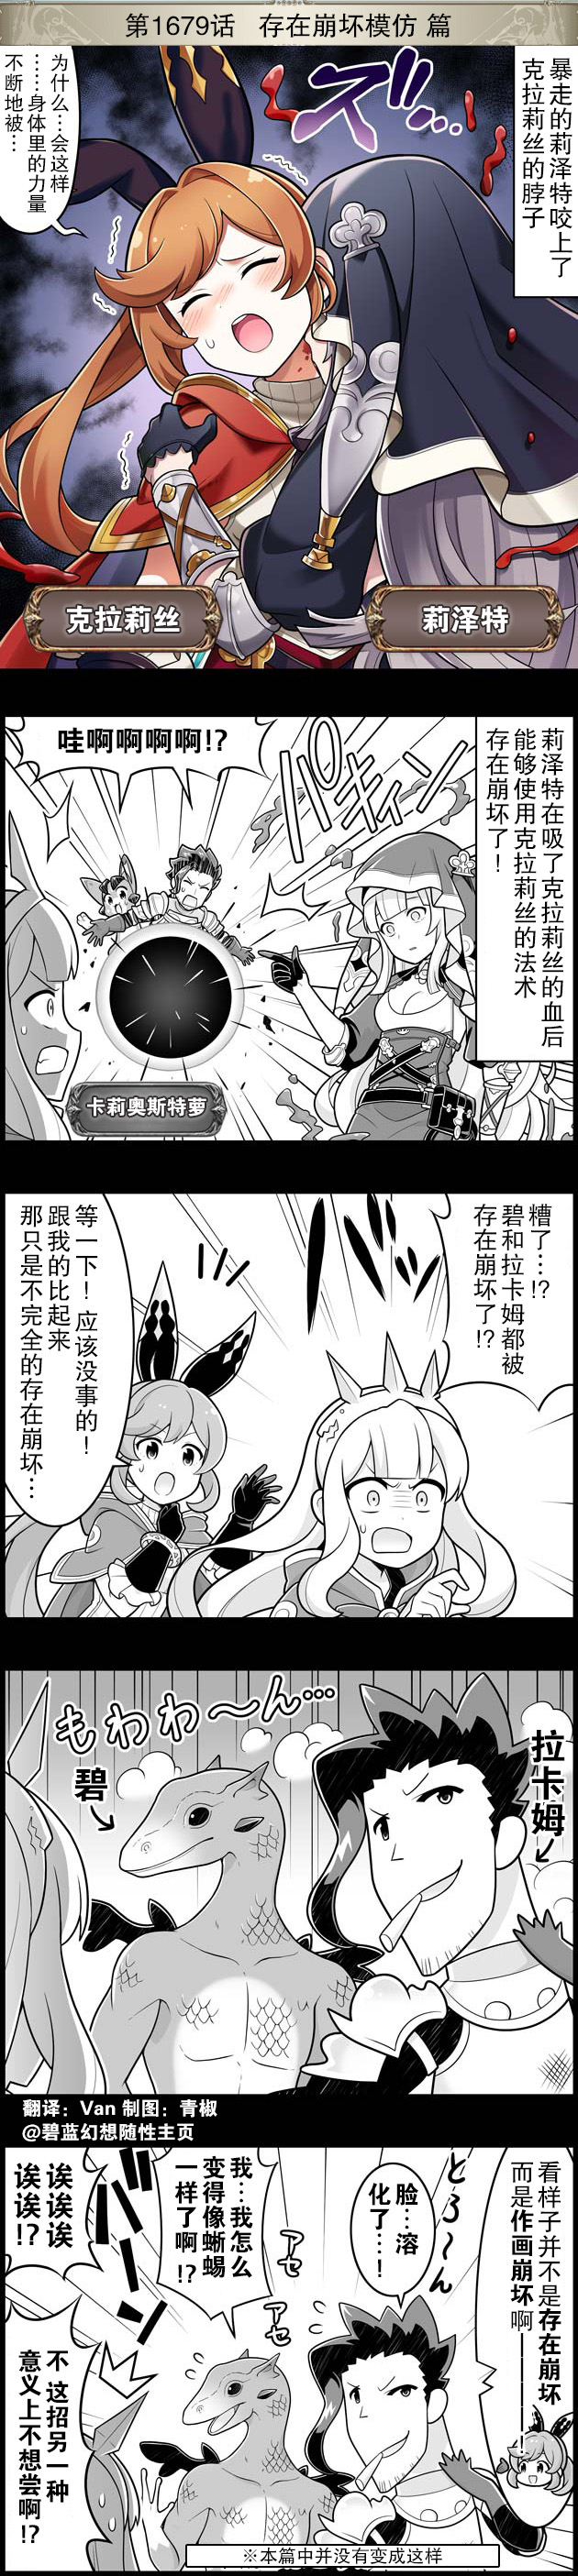 第1679话 存在崩坏模仿 篇
暴走的莉泽特咬上了
克拉莉丝的脖子
ズ!!…
为什么…会这样
……身体里的力量
不断地被…
克拉莉丝
莉泽特
莉泽特在吸了克拉莉丝的血后
能够使用克拉莉丝的法术
存在崩坏了！
パキィン
哇啊啊啊啊!?
卡莉奥斯特萝
糟了…!?
碧和拉卡姆都被
存在崩坏了!?
等一下！应该没事的！
跟我的比起来
那只是不完全的存在崩坏…
もわわ～ん…
拉卡姆
碧
翻译：Van 制图：青椒
@碧蓝幻想随性主页
看样子并不是存在崩坏
而是作画崩坏啊————！
とろ～ん
脸…溶
化了…！
我…我怎么
变得像蜥蜴
一样了啊!?
アセ
アセ
诶诶诶
诶诶!?
不 这招另一种
意义上不想尝啊!?
※本篇中并没有变成这样